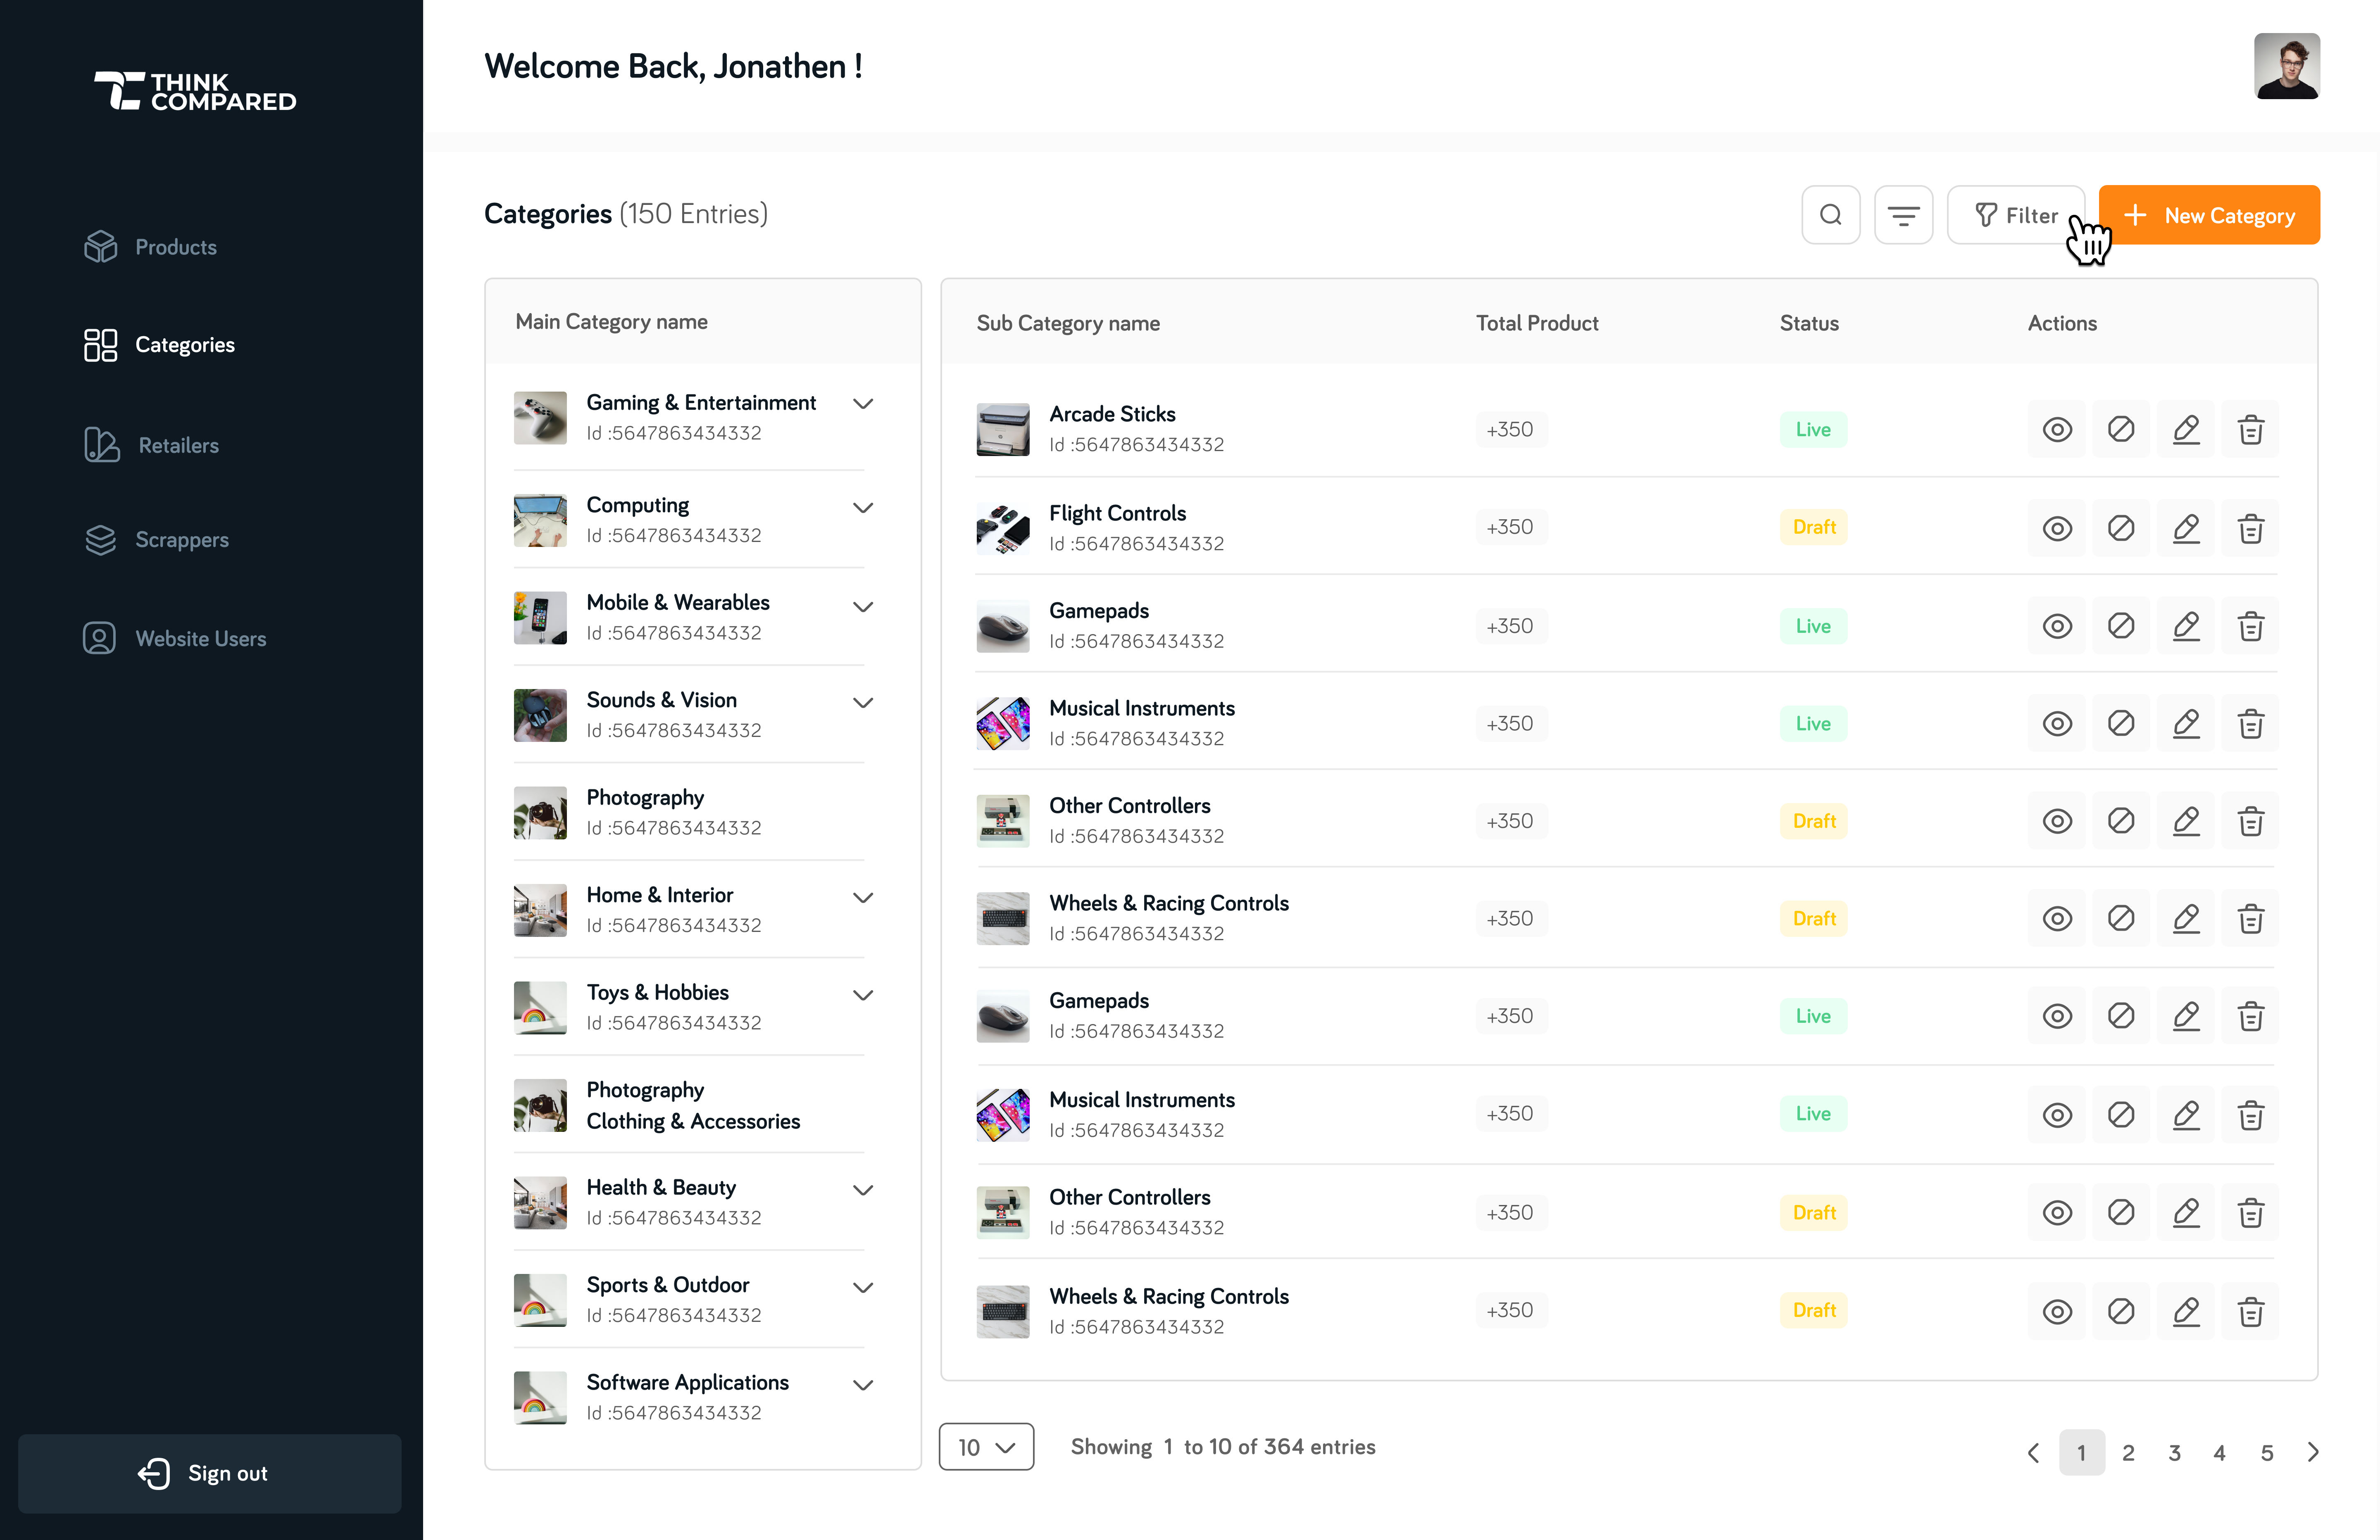 THINK
COMPARED
Products
Categories
Retailers
Scrappers
Website Users
Sign out
Welcome Back, Jonathen !
Categories (150 Entries)
Filter
New Category
Main Category name
Gaming & Entertainment
Id :5647863434332
Computing
Id :5647863434332
Mobile & Wearables
Id :5647863434332
Sounds & Vision
Id :5647863434332
Photography
Id :5647863434332
Home & Interior
Id :5647863434332
Toys & Hobbies
Id :5647863434332
Photography
Clothing & Accessories
Health & Beauty
Id :5647863434332
Sports & Outdoor
Id :5647863434332
Software Applications
Id :5647863434332
Sub Category name Total Product Status Actions
Arcade Sticks
Id :5647863434332
+350 Live
Flight Controls
Id :5647863434332
+350 Draft
Gamepads
Id :5647863434332
+350 Live
Musical Instruments
Id :5647863434332
+350 Live
Other Controllers
Id :5647863434332
+350 Draft
Wheels & Racing Controls
Id :5647863434332
+350 Draft
Gamepads
Id :5647863434332
+350 Live
Musical Instruments
Id :5647863434332
+350 Live
Other Controllers
Id :5647863434332
+350 Draft
Wheels & Racing Controls
Id :5647863434332
+350 Draft
10 Showing 1 to 10 of 364 entries
1 2 3 4 5